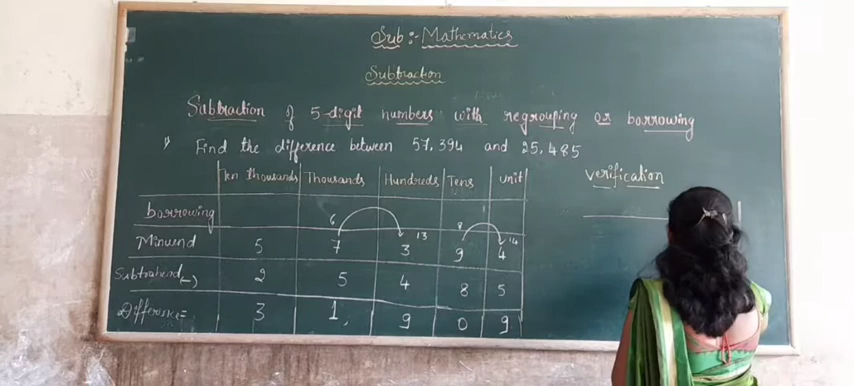 Sub :- Mathematics
Subtraction
Subtraction of 5-digit numbers with regrouping or borrowing
Find the difference between 57,394 and 25,485
Ten thousands Thousands Hundreds Tens Unit
verification
borrowing 6 8
Minuend 5 7 3 13 9 4 14
Subtrahend (-) 2 5 4 8 5
Difference = 3 1, 9 0 9